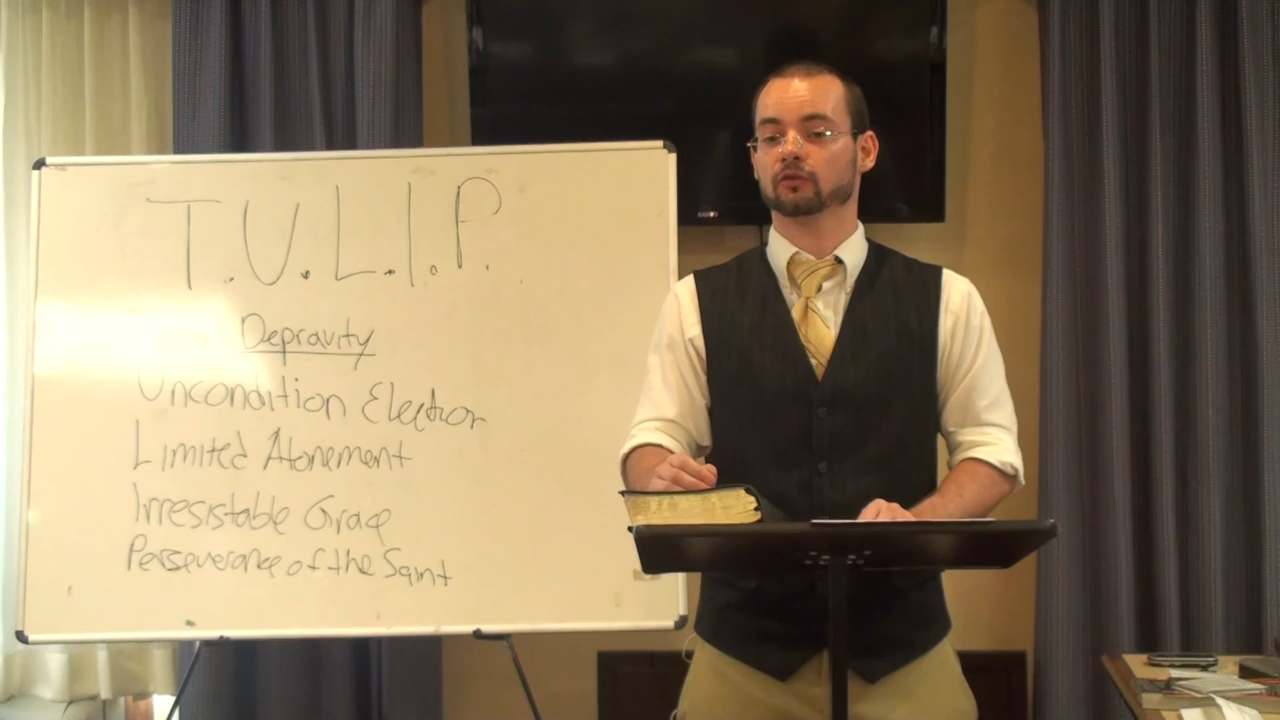 T.U.L.I.P.
Depravity
Uncondition Election
Limited Atonement
Irresistable Grace
Perseverance of the Saint